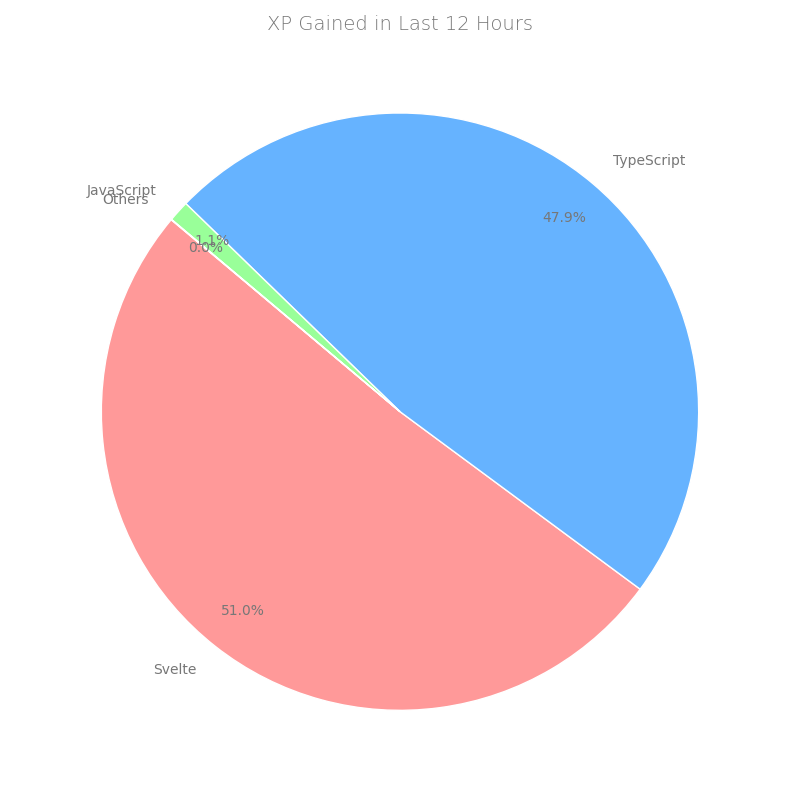 XP Gained in Last 12 Hours
TypeScript
47.9%
JavaScript
Others
1.1%
0.0%
51.0%
Svelte